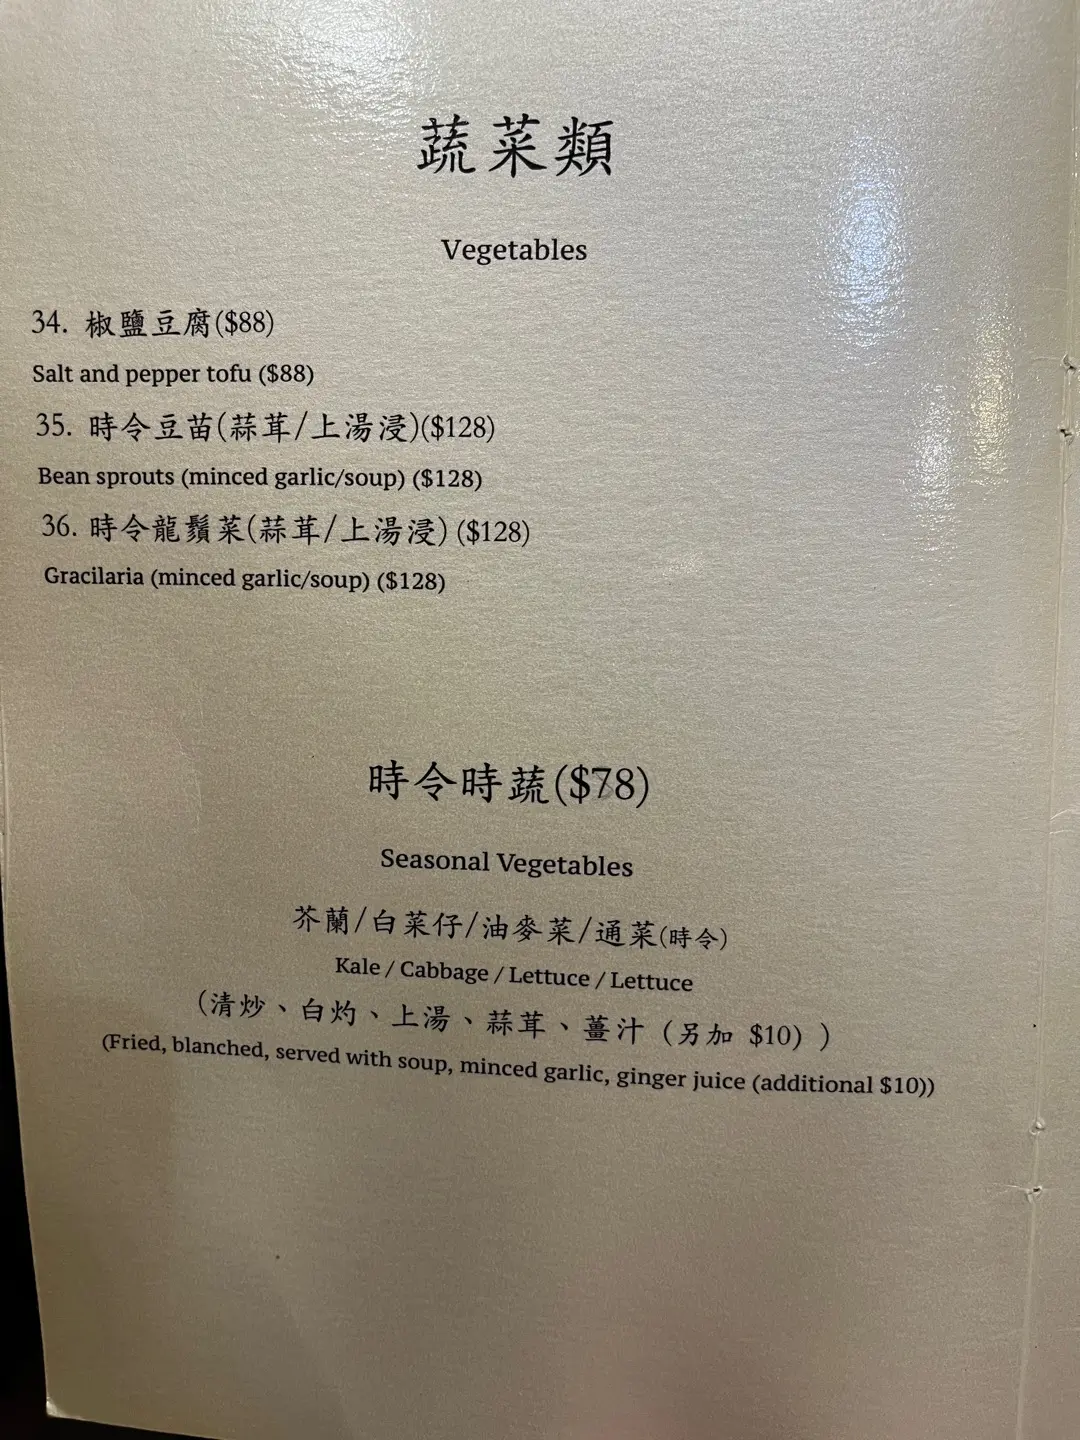 蔬菜類
Vegetables
34. 椒鹽豆腐($88)
Salt and pepper tofu ($88)
35. 時令豆苗(蒜茸/上湯浸)($128)
Bean sprouts (minced garlic/soup) ($128)
36. 時令龍鬚菜(蒜茸/上湯浸) ($128)
Gracilaria (minced garlic/soup) ($128)
時令時蔬($78)
Seasonal Vegetables
芥蘭/白菜仔/油麥菜/通菜(時令)
Kale / Cabbage / Lettuce / Lettuce
(清炒、白灼、上湯、蒜茸、薑汁 (另加 $10) )
(Fried, blanched, served with soup, minced garlic, ginger juice (additional $10))